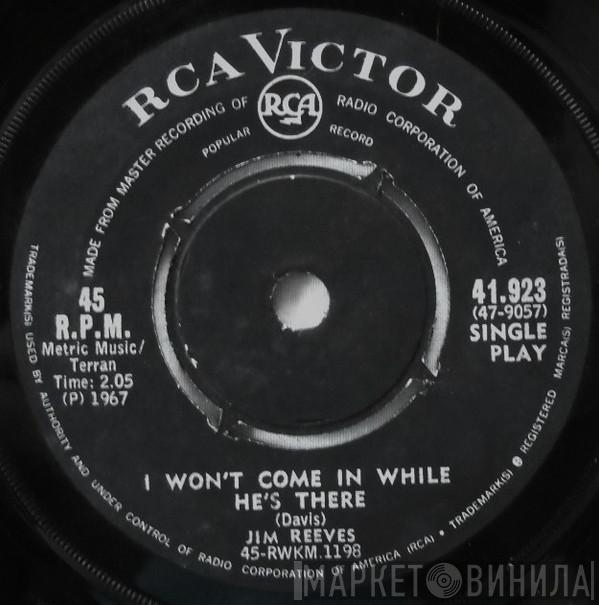 RCA VICTOR
RCA
MADE FROM MASTER RECORDING OF RADIO CORPORATION OF AMERICA
POPULAR RECORD
45
R.P.M.
Metric Music/
Terran
Time: 2.05
(P) 1967
41.923
(47-9057)
SINGLE
PLAY
I WON'T COME IN WHILE
HE'S THERE
(Davis)
JIM REEVES
45-RWKM.1198
TRADEMARK(S) USED BY AUTHORITY AND UNDER CONTROL OF RADIO CORPORATION OF AMERICA (RCA) • TRADEMARK(S) ® REGISTERED MARCA(S) REGISTRADA(S)
МАРКЕТ ВИНИЛА